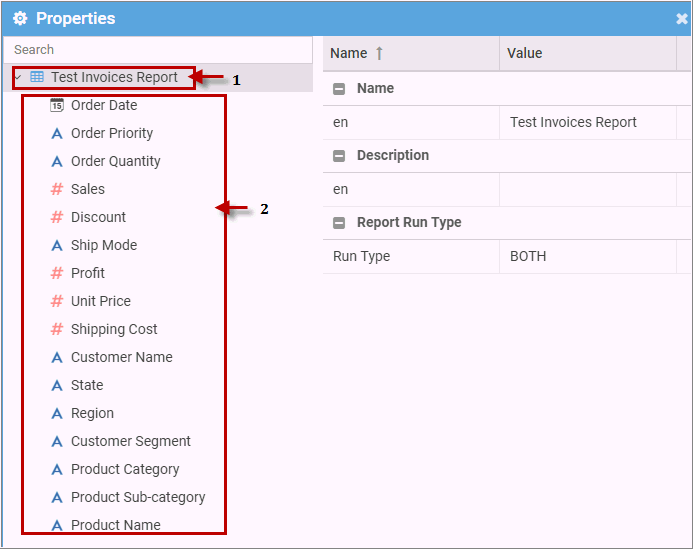 Properties
Search
Test Invoices Report
1
Order Date
Order Priority
Order Quantity
Sales
Discount
2
Ship Mode
Profit
Unit Price
Shipping Cost
Customer Name
State
Region
Customer Segment
Product Category
Product Sub-category
Product Name
Name ↑ Value
Name
en Test Invoices Report
Description
en
Report Run Type
Run Type BOTH